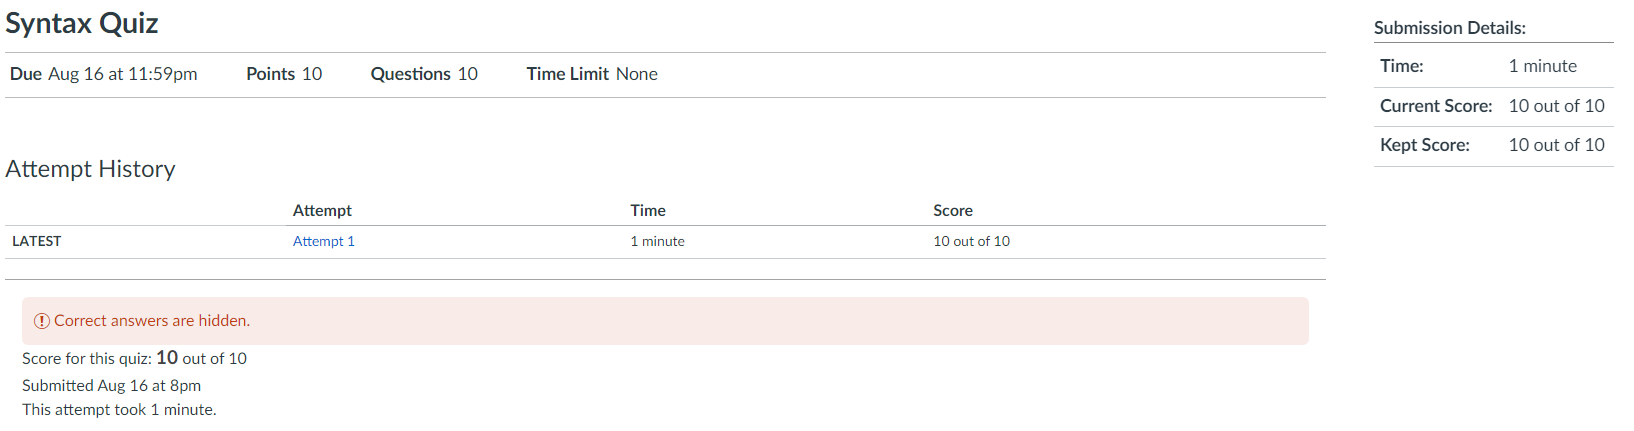 Syntax Quiz
Due Aug 16 at 11:59pm Points 10 Questions 10 Time Limit None
Attempt History
Attempt Time Score
LATEST Attempt 1 1 minute 10 out of 10
Correct answers are hidden.
Score for this quiz: 10 out of 10
Submitted Aug 16 at 8pm
This attempt took 1 minute.
Submission Details:
Time: 1 minute
Current Score: 10 out of 10
Kept Score: 10 out of 10